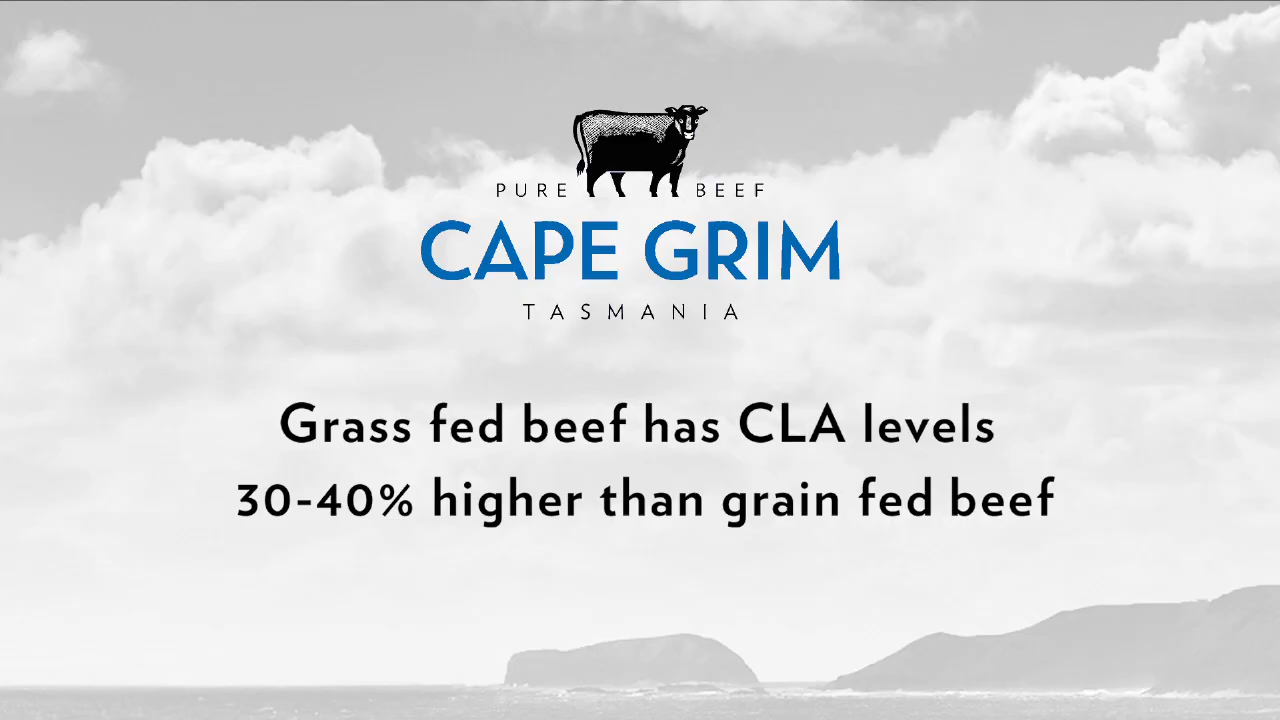 PURE BEEF
CAPE GRIM
TASMANIA
Grass fed beef has CLA levels
30-40% higher than grain fed beef